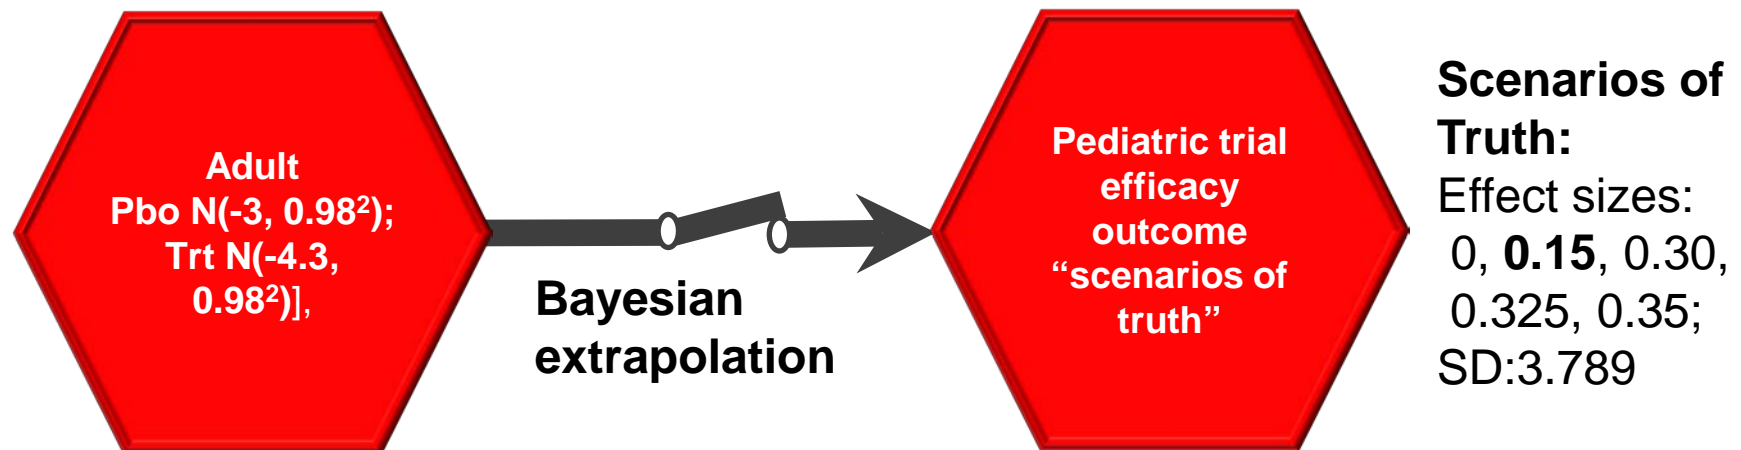 Adult
Pbo N(-3, 0.98²);
Trt N(-4.3,
0.98²)],
Bayesian
extrapolation
Pediatric trial
efficacy
outcome
“scenarios of
truth”
Scenarios of
Truth:
Effect sizes:
0, 0.15, 0.30,
0.325, 0.35;
SD:3.789